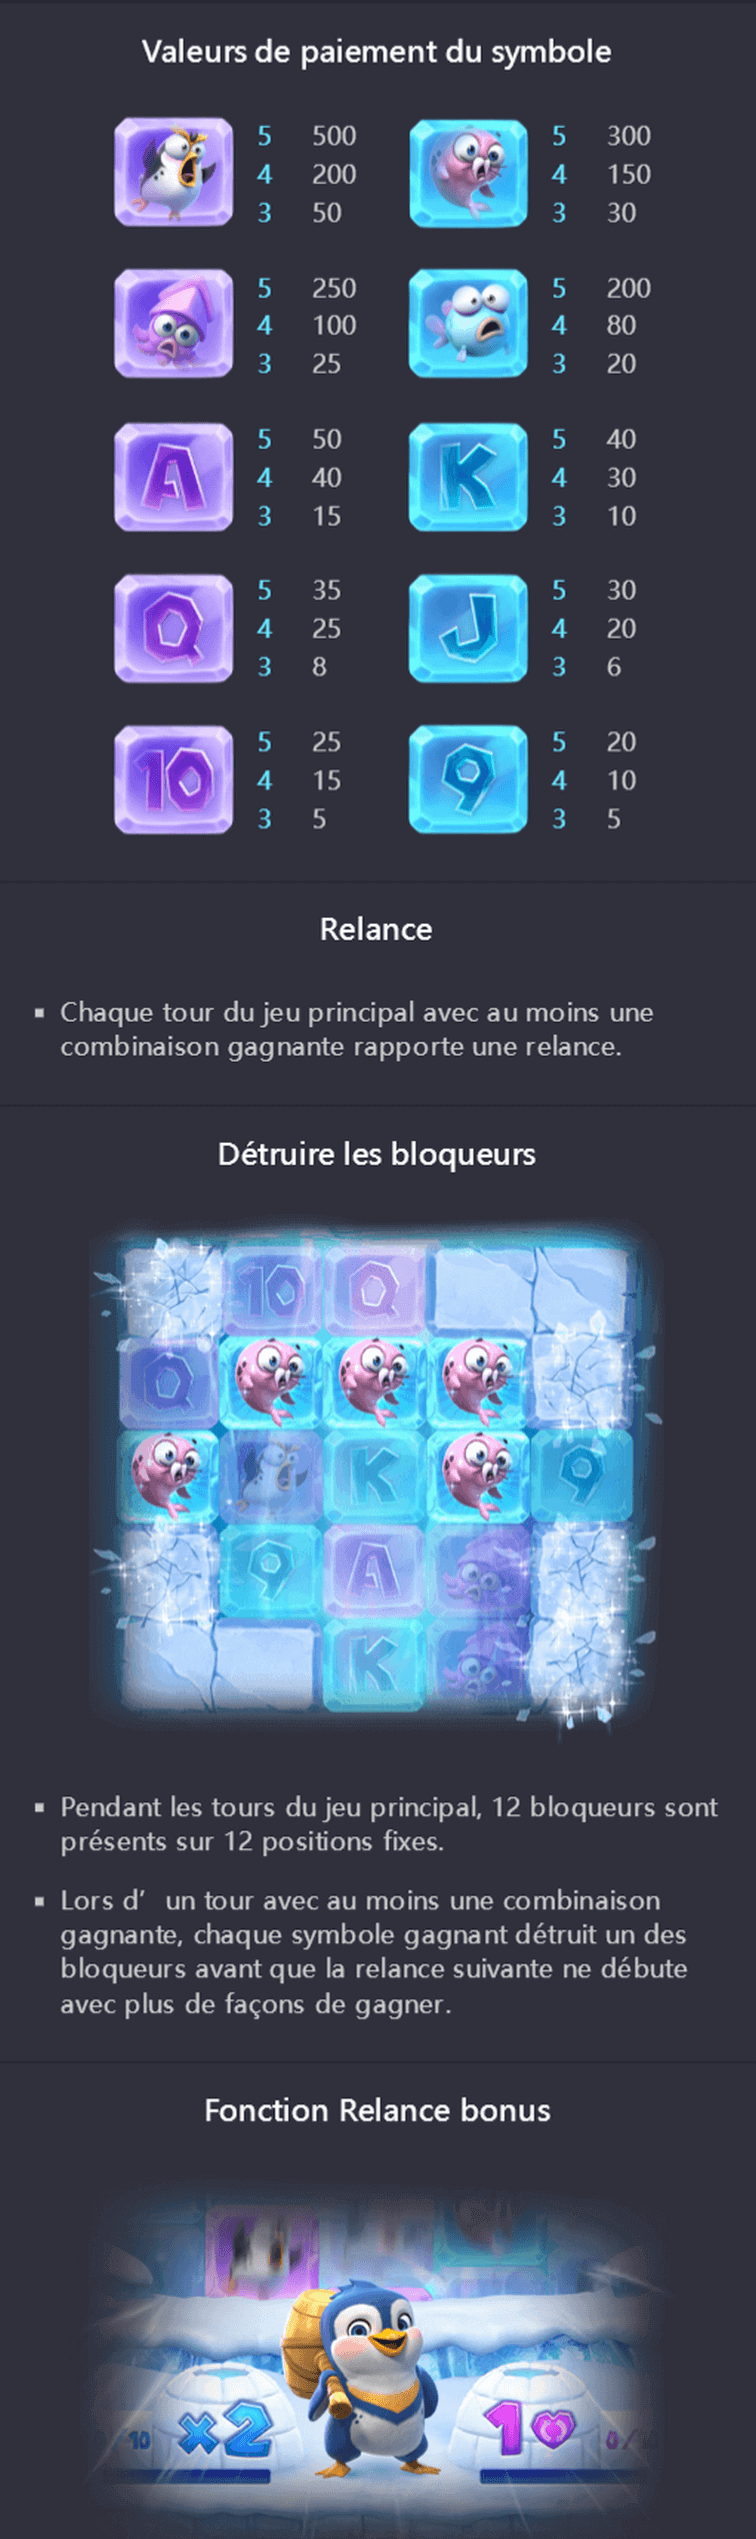 Valeurs de paiement du symbole
5 500 5 300
4 200 4 150
3 50 3 30
5 250 5 200
4 100 4 80
3 25 3 20
A 5 50 K 5 40
4 40 4 30
3 15 3 10
Q 5 35 J 5 30
4 25 4 20
3 8 3 6
10 5 25 9 5 20
4 15 4 10
3 5 3 5
Relance
▪ Chaque tour du jeu principal avec au moins une
combinaison gagnante rapporte une relance.
Détruire les bloqueurs
10 Q
Q
K 9
9 A
K
▪ Pendant les tours du jeu principal, 12 bloqueurs sont
présents sur 12 positions fixes.
▪ Lors d’ un tour avec au moins une combinaison
gagnante, chaque symbole gagnant détruit un des
bloqueurs avant que la relance suivante ne débute
avec plus de façons de gagner.
Fonction Relance bonus
10 x2 1 0/